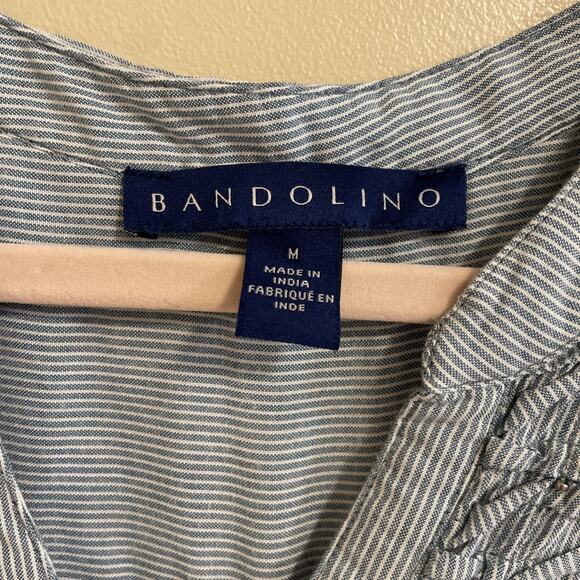 BANDOLINO
M
MADE IN
INDIA
FABRIQUÉ EN
INDE